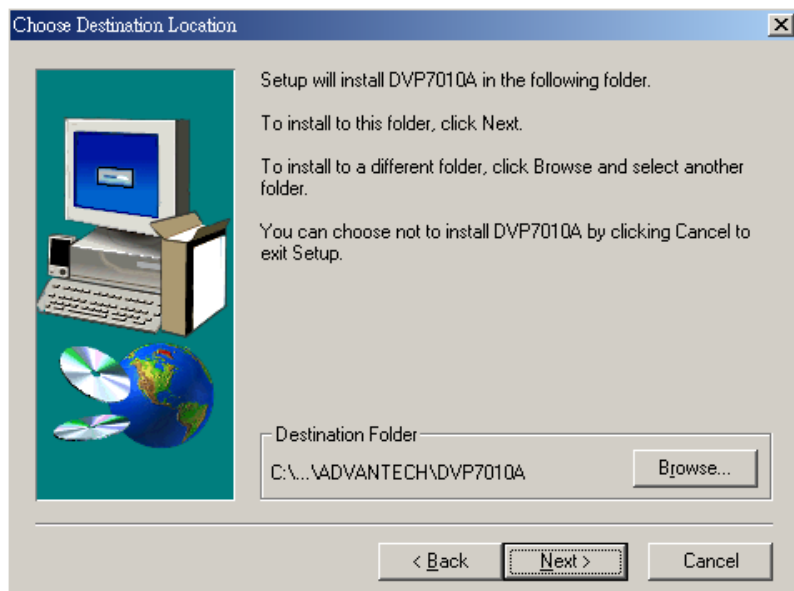 Choose Destination Location
Setup will install DVP7010A in the following folder.
To install to this folder, click Next.
To install to a different folder, click Browse and select another
folder.
You can choose not to install DVP7010A by clicking Cancel to
exit Setup.
Destination Folder
C:\...\ADVANTECH\DVP7010A
Browse...
< Back
Next >
Cancel